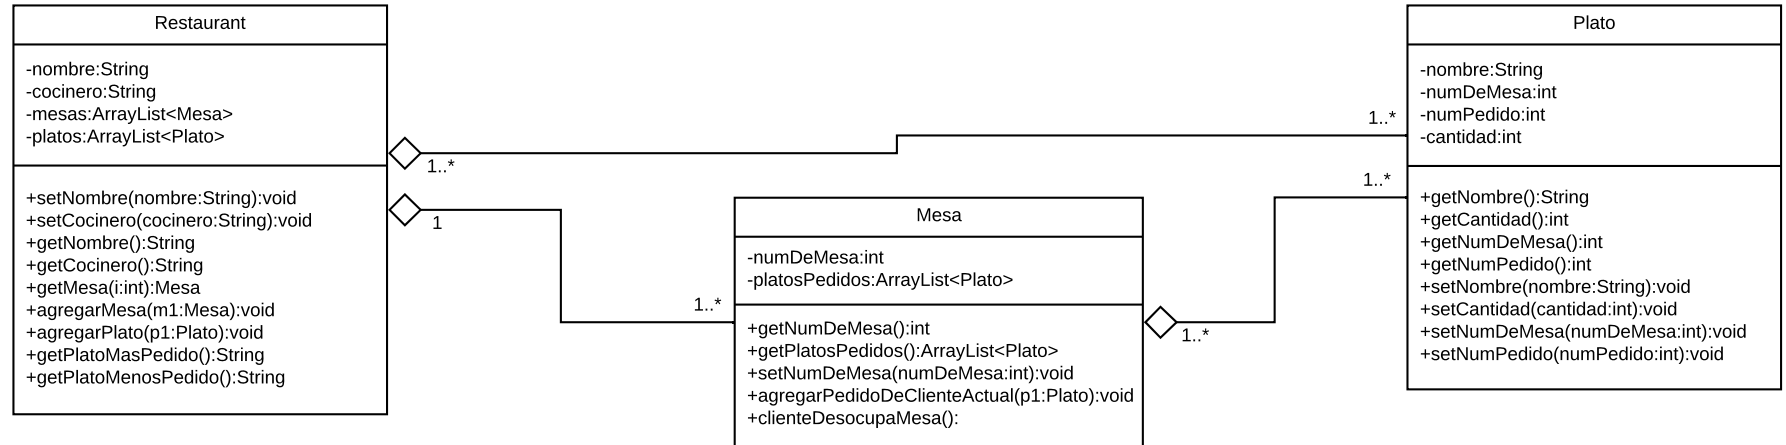 Restaurant
-nombre:String
-cocinero:String
-mesas:ArrayList<Mesa>
-platos:ArrayList<Plato>
+setNombre(nombre:String):void
+setCocinero(cocinero:String):void
+getNombre():String
+getCocinero():String
+getMesa(i:int):Mesa
+agregarMesa(m1:Mesa):void
+agregarPlato(p1:Plato):void
+getPlatoMasPedido():String
+getPlatoMenosPedido():String
1..*
1
1..*
Mesa
-numDeMesa:int
-platosPedidos:ArrayList<Plato>
+getNumDeMesa():int
+getPlatosPedidos():ArrayList<Plato>
+setNumDeMesa(numDeMesa:int):void
+agregarPedidoDeClienteActual(p1:Plato):void
+clienteDesocupaMesa():
1..*
1..*
1..*
Plato
-nombre:String
-numDeMesa:int
-numPedido:int
-cantidad:int
+getNombre():String
+getCantidad():int
+getNumDeMesa():int
+getNumPedido():int
+setNombre(nombre:String):void
+setCantidad(cantidad:int):void
+setNumDeMesa(numDeMesa:int):void
+setNumPedido(numPedido:int):void